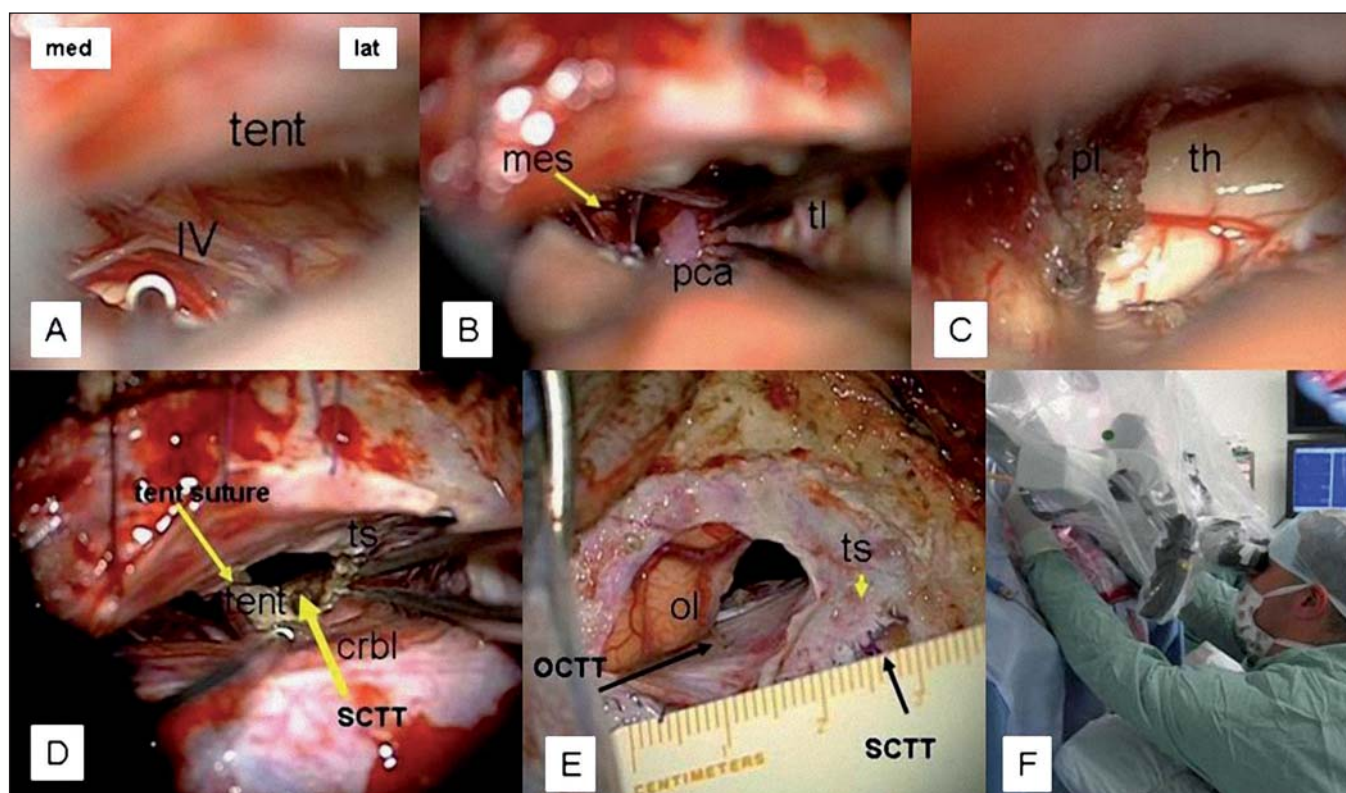 med
lat
tent
IV
A
mes
tl
pca
B
pl
th
C
tent suture
ts
tent
crbl
SCTT
D
ts
ol
OCTT
SCTT
CENTIMETERS
E
F